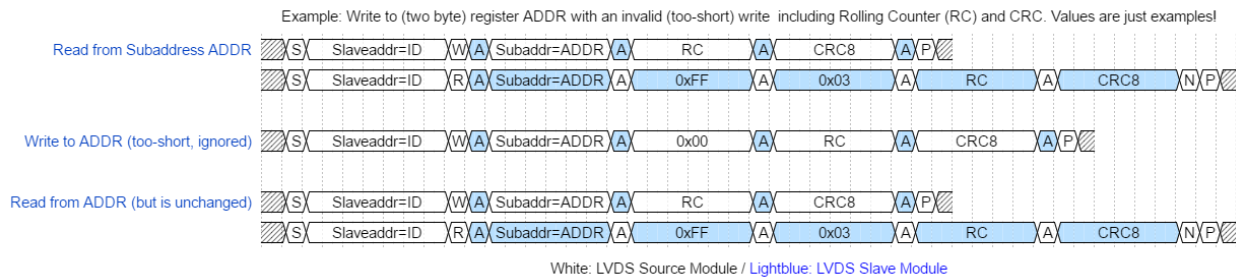 Example: Write to (two byte) register ADDR with an invalid (too-short) write including Rolling Counter (RC) and CRC. Values are just examples!
Read from Subaddress ADDR S Slaveaddr=ID W A Subaddr=ADDR A RC A CRC8 A P
S Slaveaddr=ID R A Subaddr=ADDR A 0xFF A 0x03 A RC A CRC8 N P
Write to ADDR (too-short, ignored) S Slaveaddr=ID W A Subaddr=ADDR A 0x00 A RC A CRC8 A P
Read from ADDR (but is unchanged) S Slaveaddr=ID W A Subaddr=ADDR A RC A CRC8 A P
S Slaveaddr=ID R A Subaddr=ADDR A 0xFF A 0x03 A RC A CRC8 N P
White: LVDS Source Module / Lightblue: LVDS Slave Module